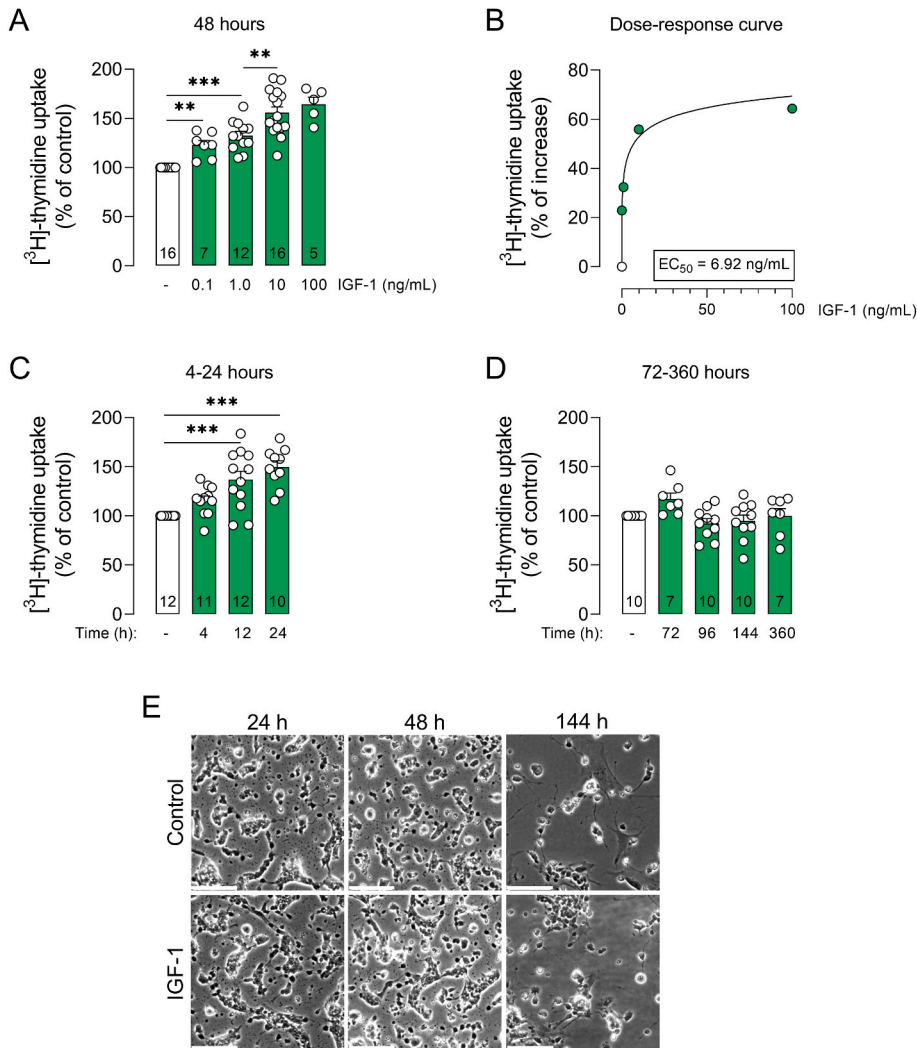 A
48 hours
[³H]-thymidine uptake
(% of control)
200
150
100
50
0
**
***
**
16
7
12
16
5
-
0.1
1.0
10
100
IGF-1 (ng/mL)
B
Dose-response curve
[³H]-thymidine uptake
(% of increase)
80
60
40
20
0
EC₅₀ = 6.92 ng/mL
0
50
100
IGF-1 (ng/mL)
C
4-24 hours
[³H]-thymidine uptake
(% of control)
200
150
100
50
0
***
***
12
11
12
10
Time (h):
-
4
12
24
D
72-360 hours
[³H]-thymidine uptake
(% of control)
200
150
100
50
0
10
7
10
10
7
Time (h):
-
72
96
144
360
E
24 h
48 h
144 h
Control
IGF-1